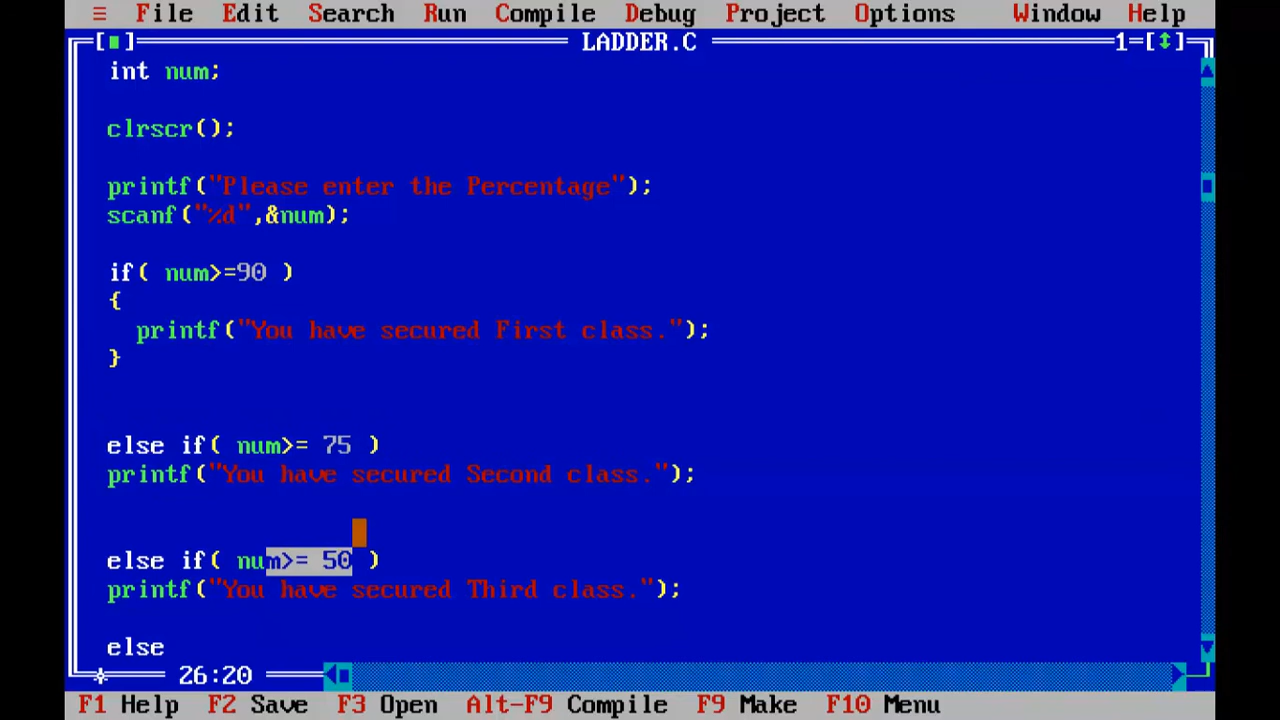 ≡ File Edit Search Run Compile Debug Project Options Window Help
[■] LADDER.C 1=[↕]
int num;
clrscr();
printf("Please enter the Percentage");
scanf("%d",&num);
if( num>=90 )
{
printf("You have secured First class.");
}
else if( num>= 75 )
printf("You have secured Second class.");
else if( num>= 50 )
printf("You have secured Third class.");
else
26:20
F1 Help F2 Save F3 Open Alt-F9 Compile F9 Make F10 Menu